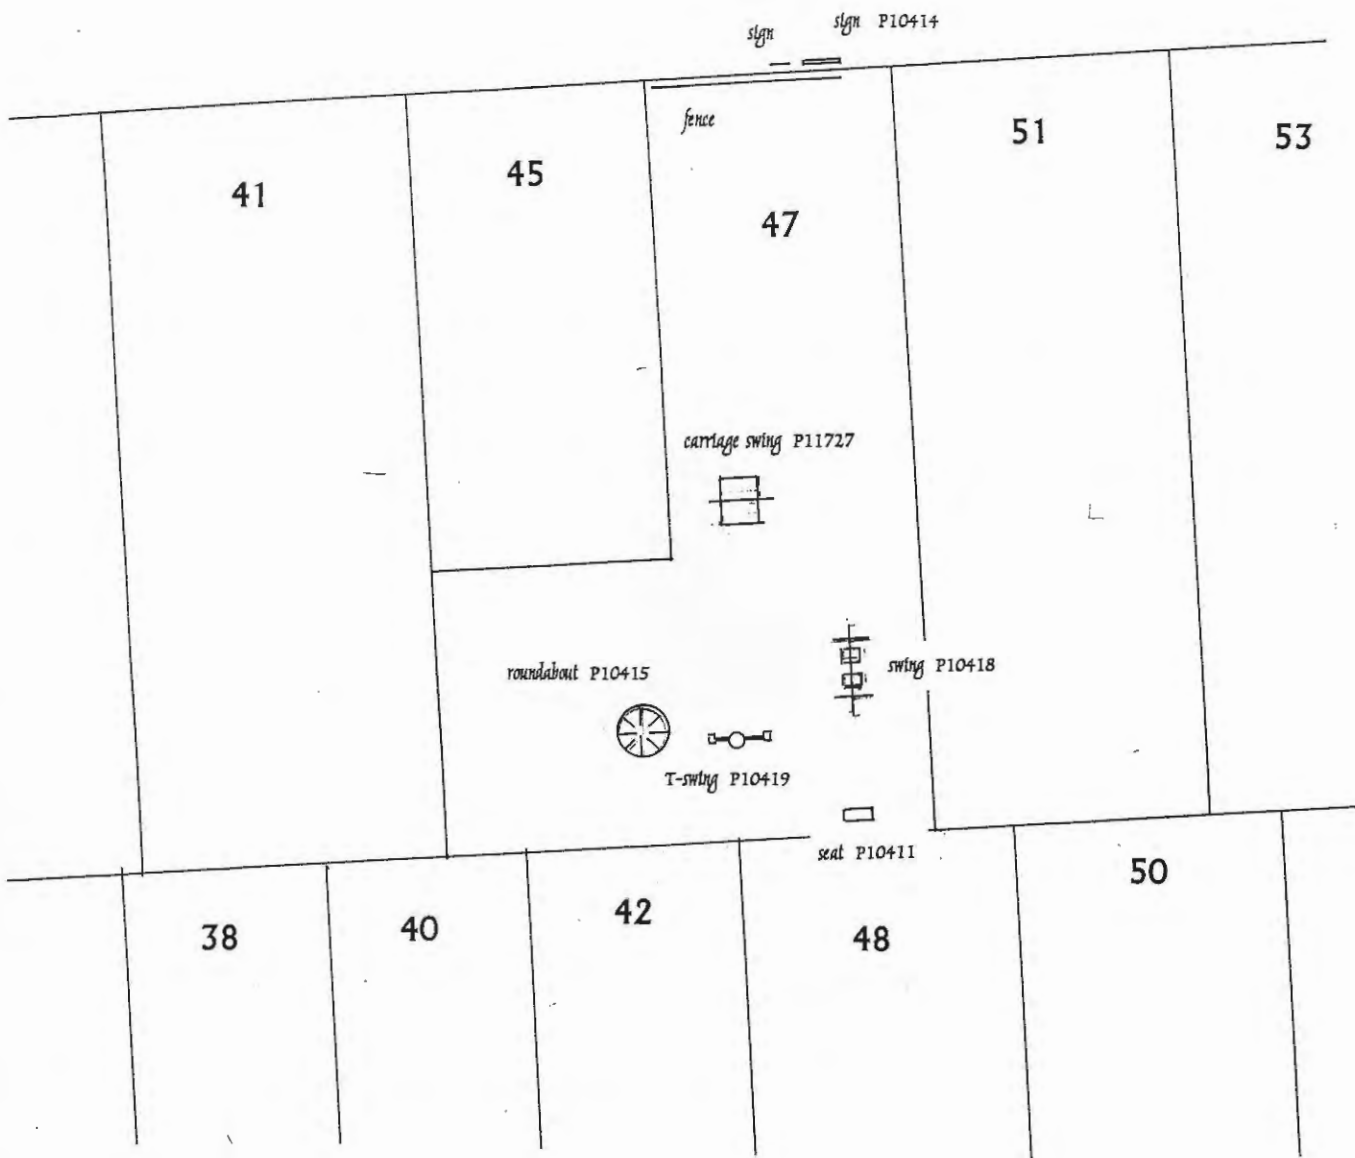 sign
sign P10414
fence
41
45
47
51
53
carriage swing P11727
roundabout P10415
swing P10418
T-swing P10419
seat P10411
38
40
42
48
50